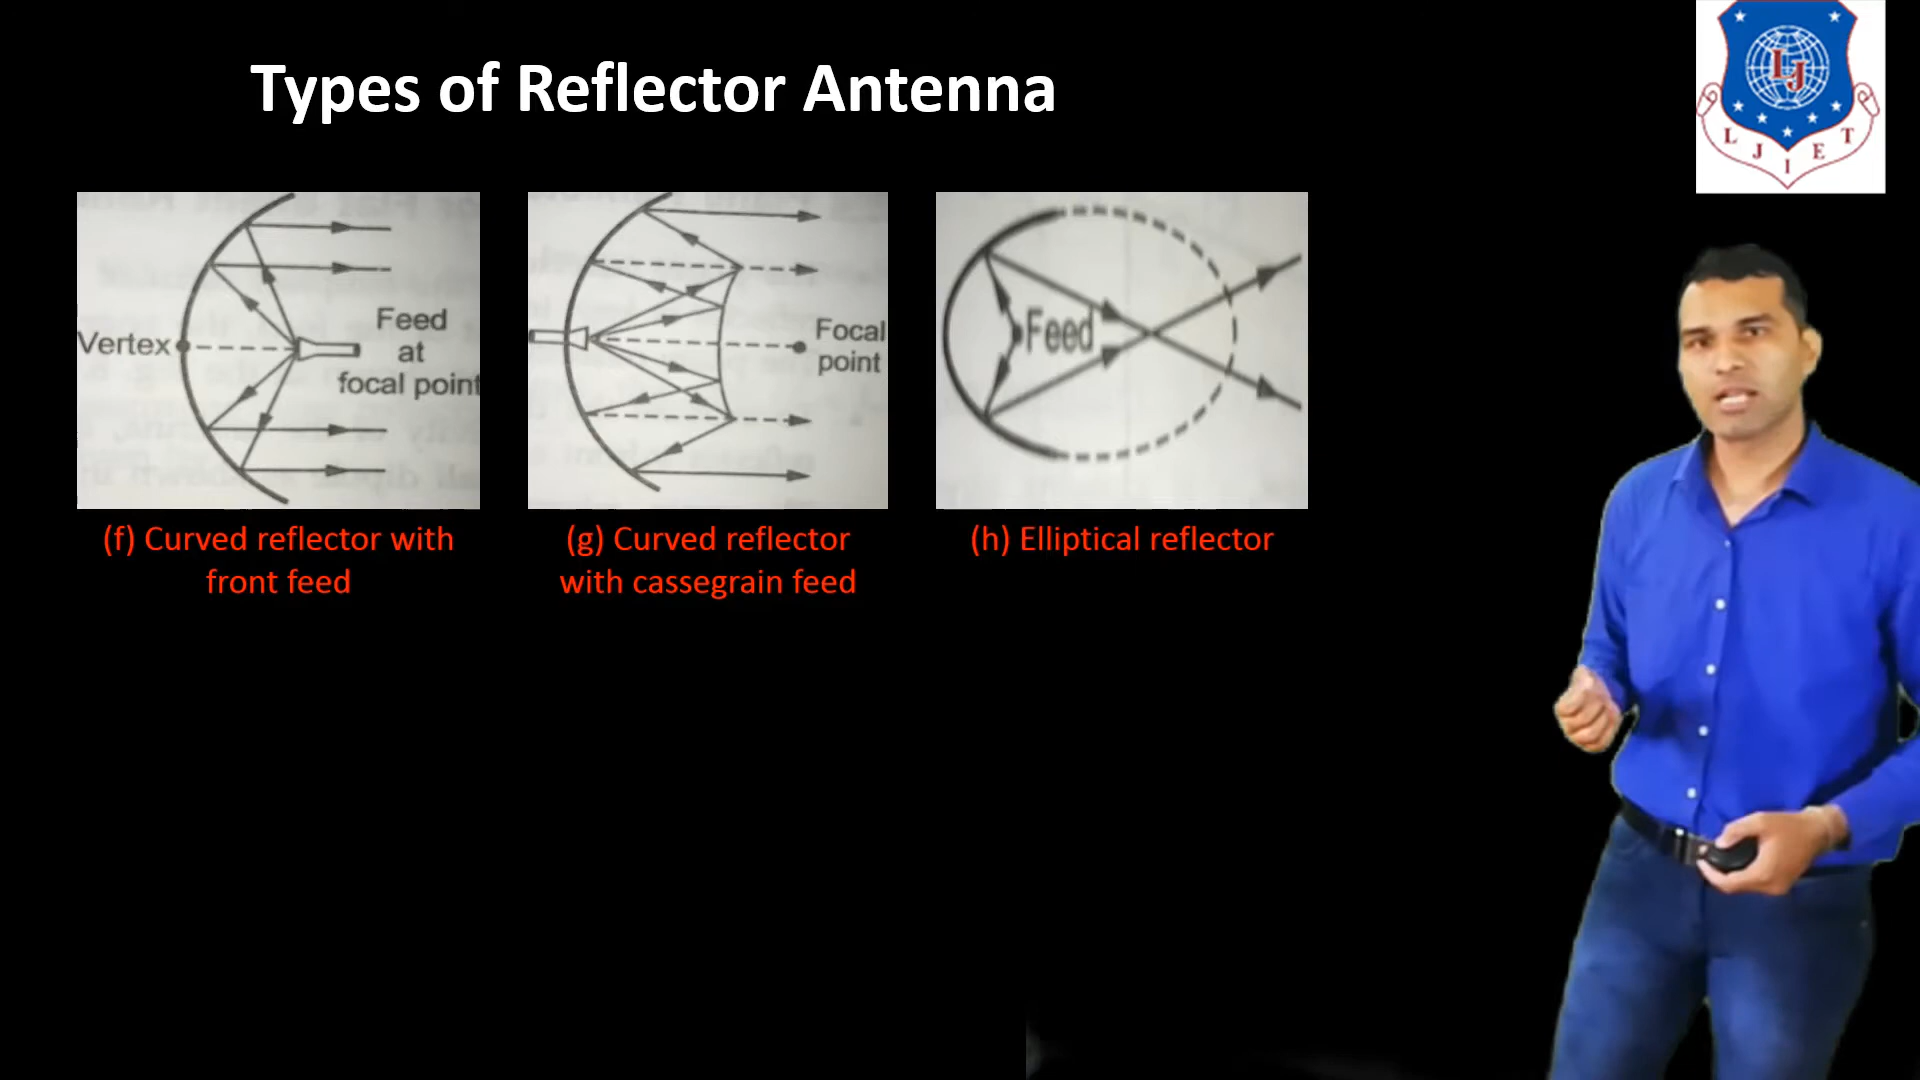 Types of Reflector Antenna
LJ
L J I E T
Vertex
Feed
at
focal point
(f) Curved reflector with
front feed
Focal
point
(g) Curved reflector
with cassegrain feed
Feed
(h) Elliptical reflector